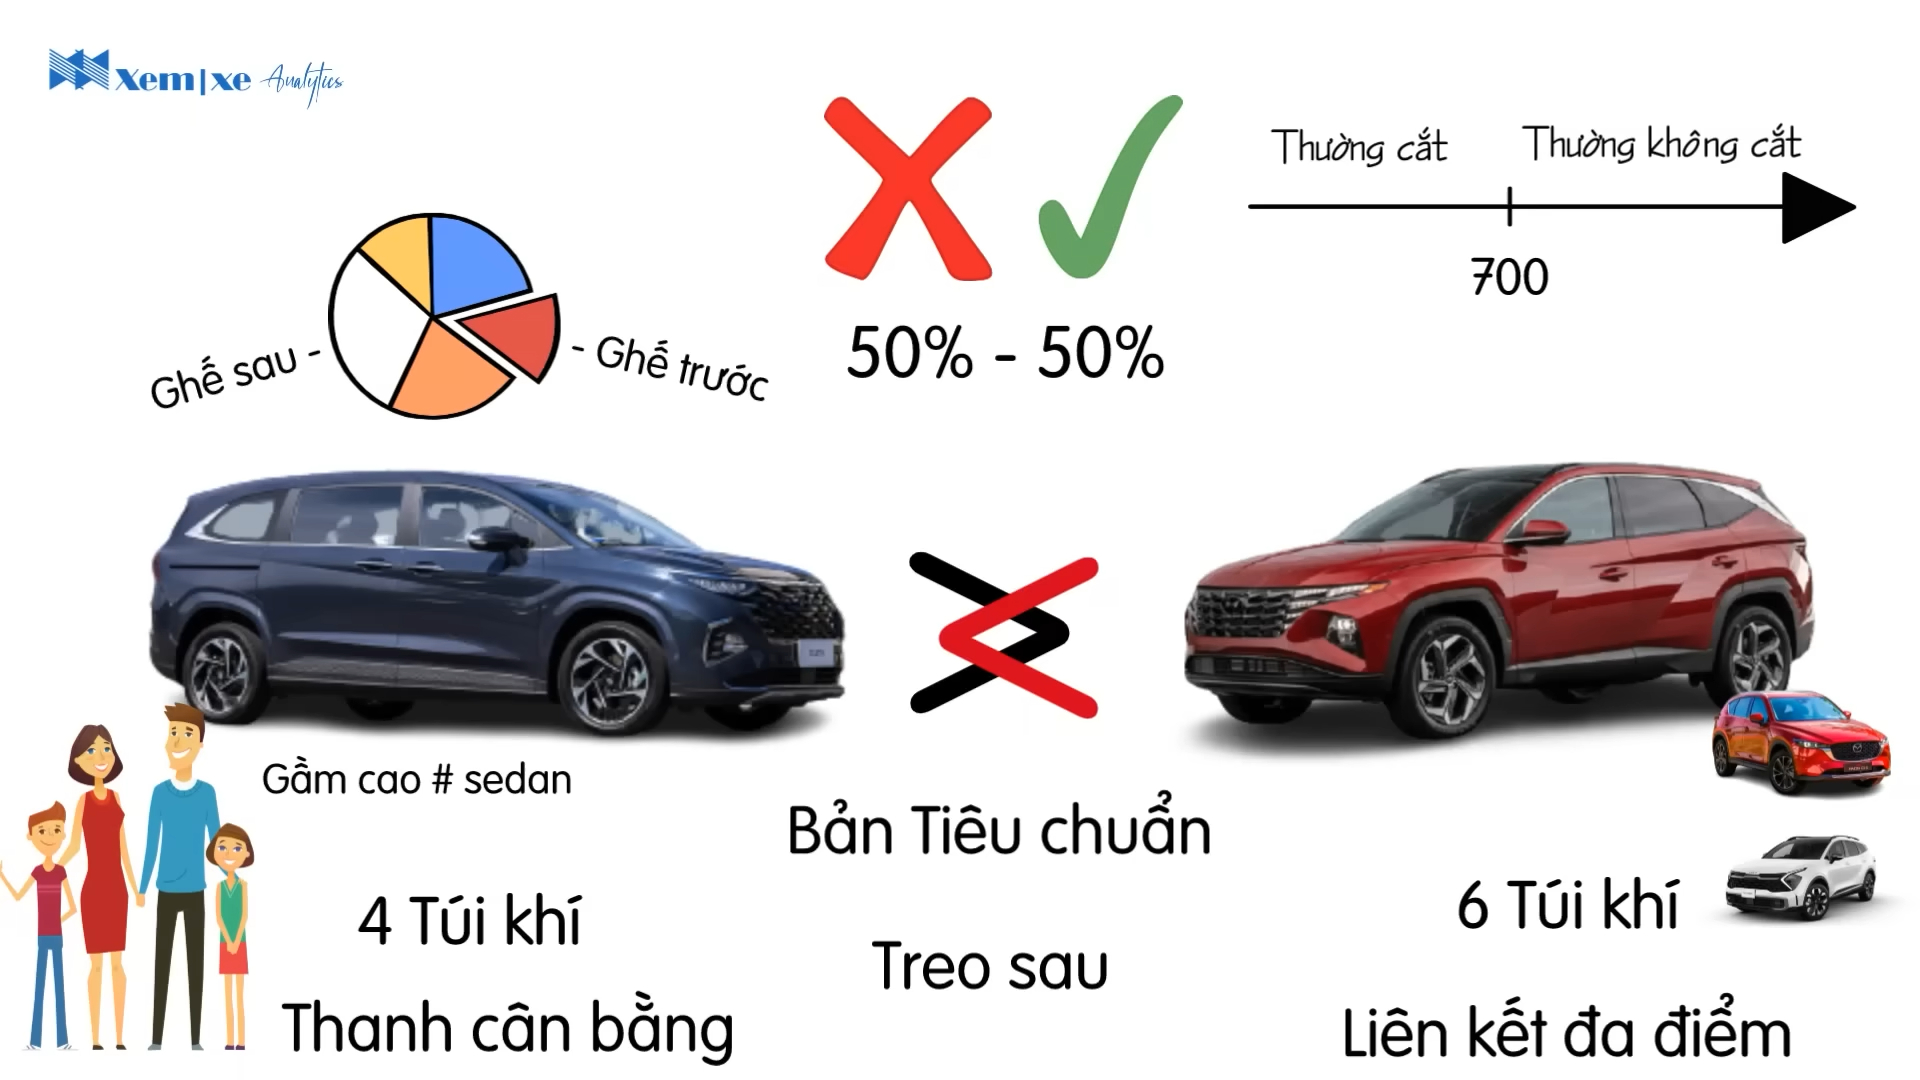 Xem|xe Analytics
Thường cắt
Thường không cắt
700
50% - 50%
Ghế sau -
- Ghế trước
Gầm cao # sedan
Bản Tiêu chuẩn
4 Túi khí
6 Túi khí
Treo sau
Thanh cân bằng
Liên kết đa điểm